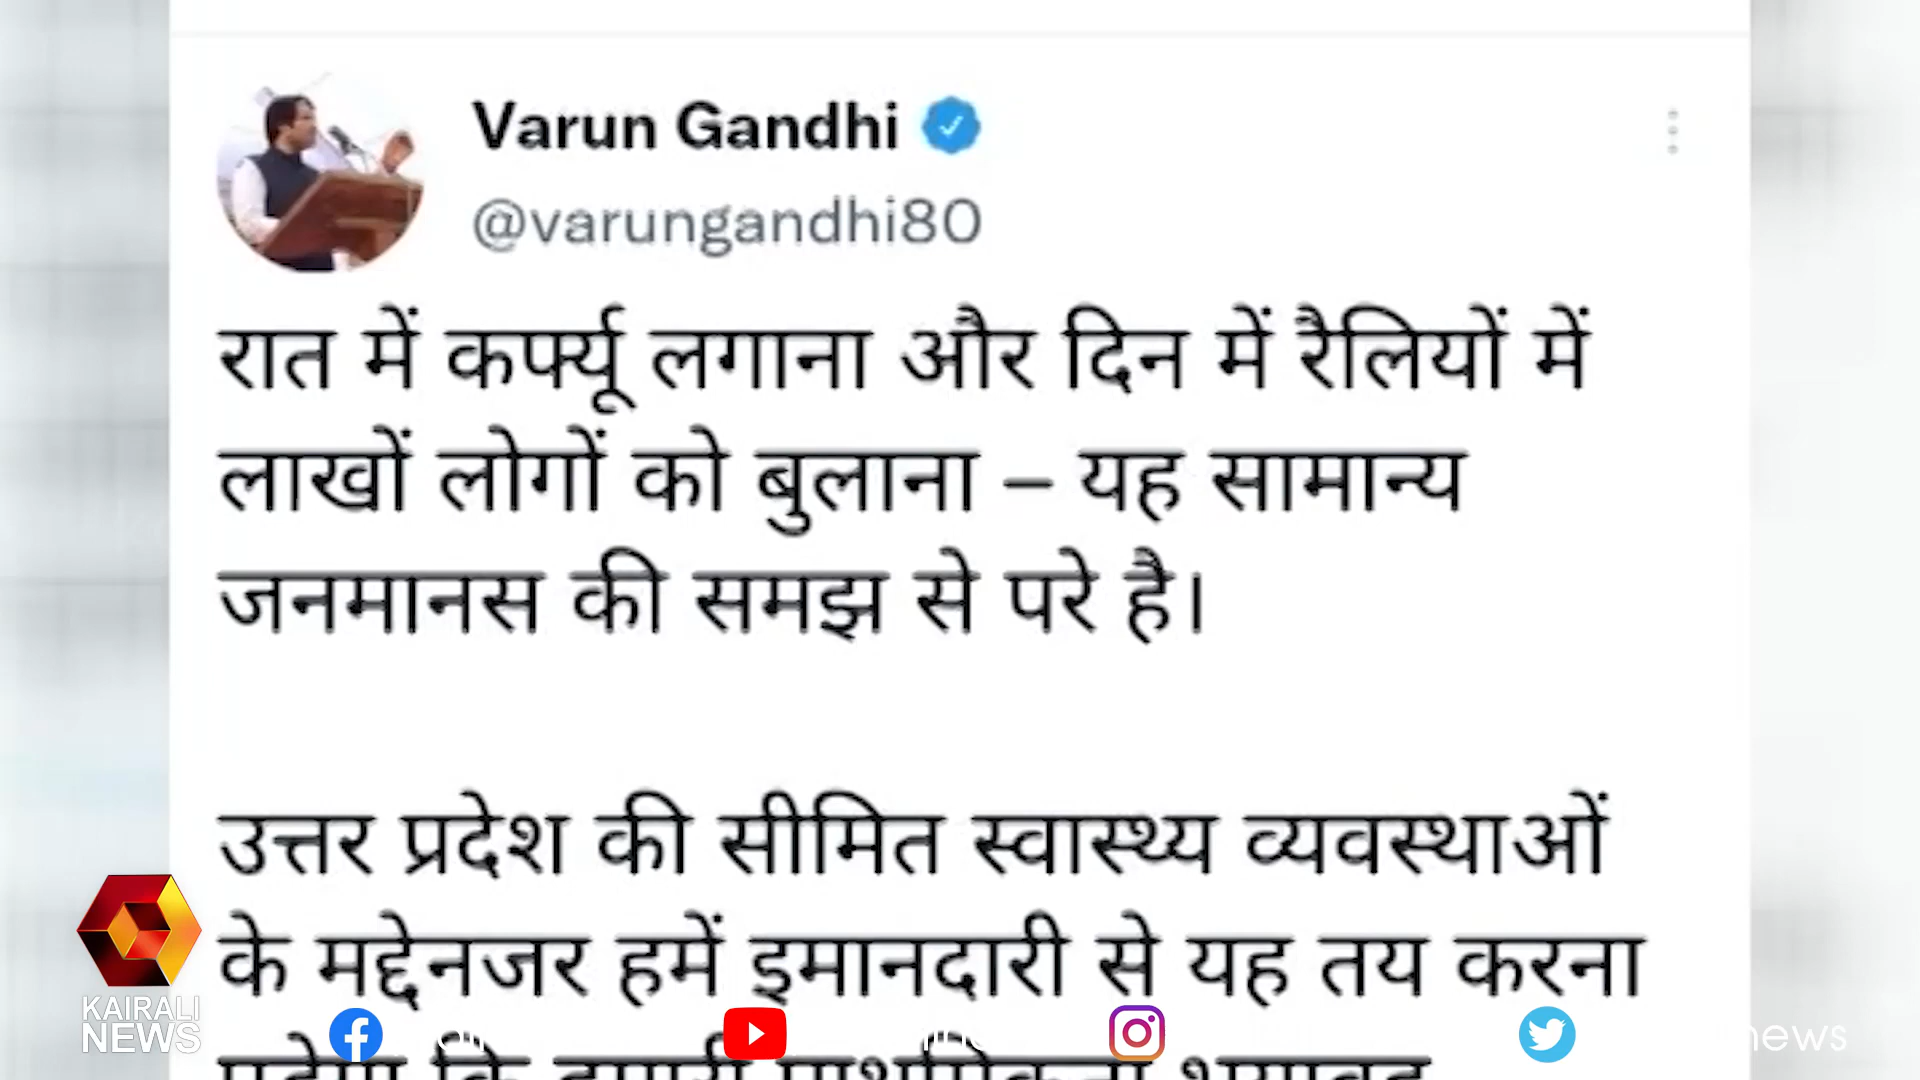 Varun Gandhi
@varungandhi80
रात में कर्फ्यू लगाना और दिन में रैलियों में
लाखों लोगों को बुलाना – यह सामान्य
जनमानस की समझ से परे है।
उत्तर प्रदेश की सीमित स्वास्थ्य व्यवस्थाओं
के मद्देनजर हमें इमानदारी से यह तय करना
KAIRALI
NEWS
news